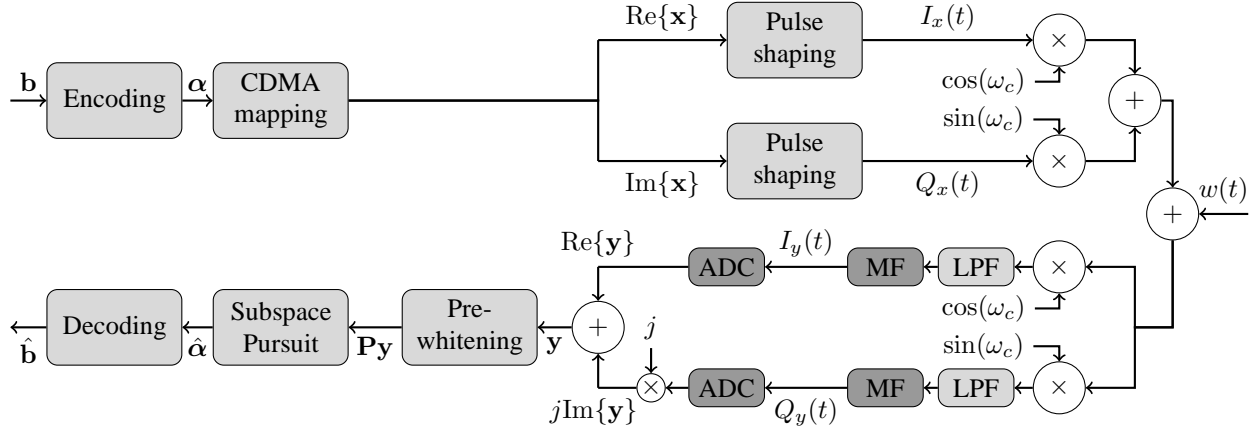 Re{x}
Pulse
shaping
I_x(t)
×
b
Encoding
α
CDMA
mapping
cos(ω_c)
+
sin(ω_c)
Im{x}
Pulse
shaping
Q_x(t)
×
w(t)
+
Re{y}
ADC
I_y(t)
MF
LPF
×
cos(ω_c)
Decoding
b̂
α̂
Subspace
Pursuit
Py
Pre-
whitening
y
+
j
sin(ω_c)
jIm{y}
×
ADC
Q_y(t)
MF
LPF
×